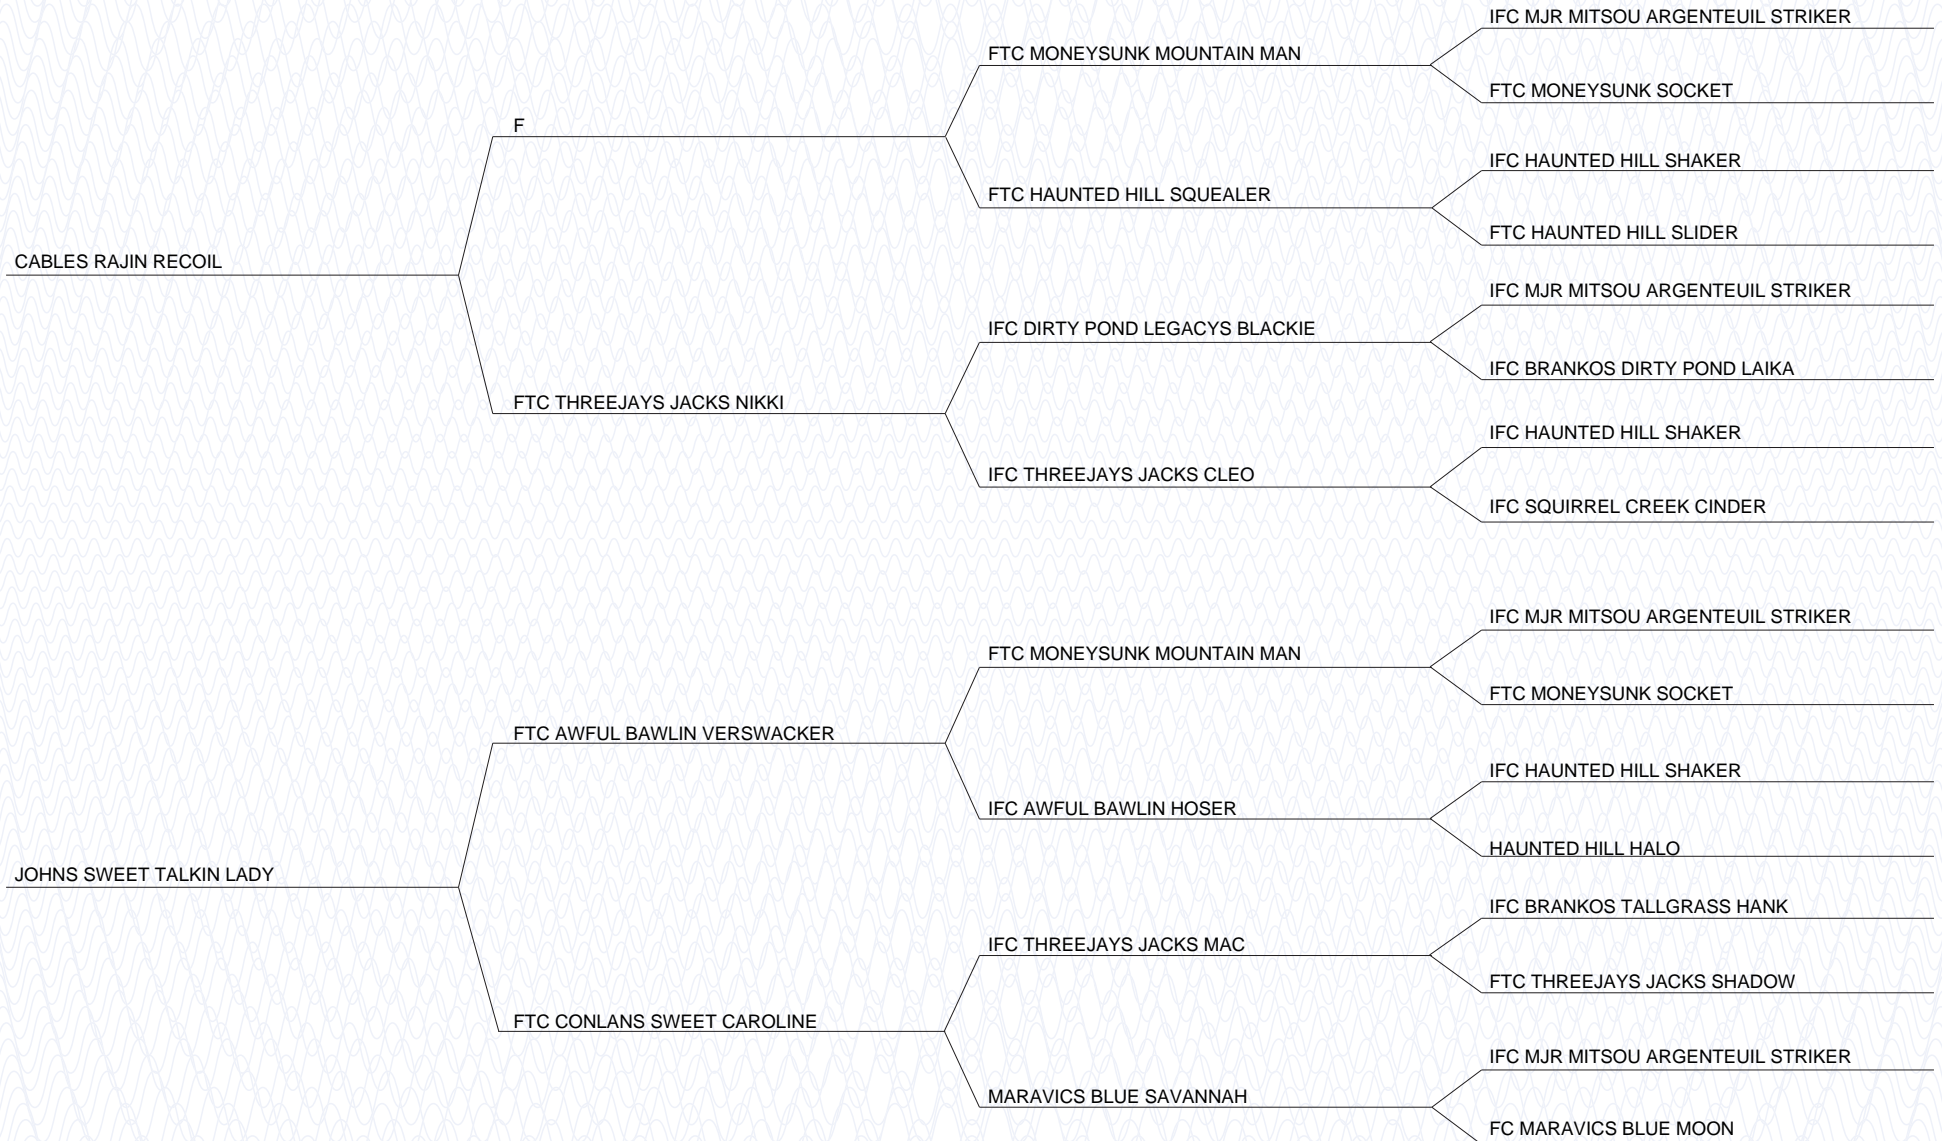 IFC MJR MITSOU ARGENTEUIL STRIKER
FTC MONEYSUNK MOUNTAIN MAN
FTC MONEYSUNK SOCKET
F
IFC HAUNTED HILL SHAKER
FTC HAUNTED HILL SQUEALER
FTC HAUNTED HILL SLIDER
CABLES RAJIN RECOIL
IFC MJR MITSOU ARGENTEUIL STRIKER
IFC DIRTY POND LEGACYS BLACKIE
IFC BRANKOS DIRTY POND LAIKA
FTC THREEJAYS JACKS NIKKI
IFC HAUNTED HILL SHAKER
IFC THREEJAYS JACKS CLEO
IFC SQUIRREL CREEK CINDER
IFC MJR MITSOU ARGENTEUIL STRIKER
FTC MONEYSUNK MOUNTAIN MAN
FTC MONEYSUNK SOCKET
FTC AWFUL BAWLIN VERSWACKER
IFC HAUNTED HILL SHAKER
IFC AWFUL BAWLIN HOSER
HAUNTED HILL HALO
JOHNS SWEET TALKIN LADY
IFC BRANKOS TALLGRASS HANK
IFC THREEJAYS JACKS MAC
FTC THREEJAYS JACKS SHADOW
FTC CONLANS SWEET CAROLINE
IFC MJR MITSOU ARGENTEUIL STRIKER
MARAVICS BLUE SAVANNAH
FC MARAVICS BLUE MOON